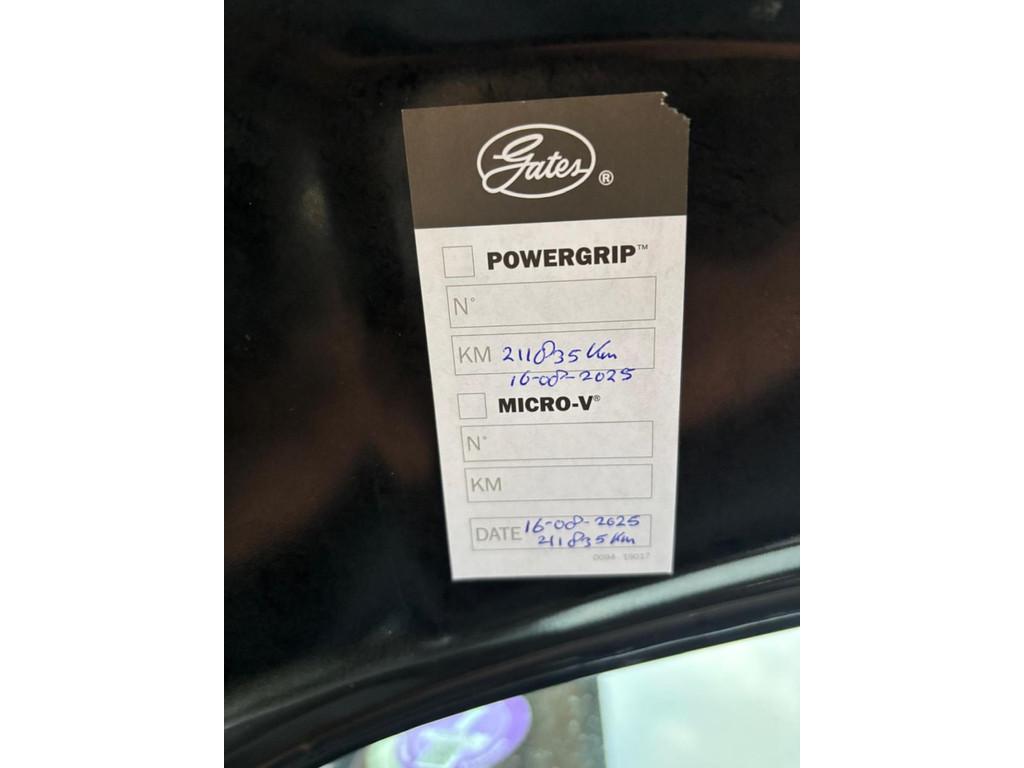 Gates®
POWERGRIP™
N°
KM 211835 Km
16-08-2025
MICRO-V®
N°
KM
DATE 16-08-2025
211835 Km
0094 - 19017